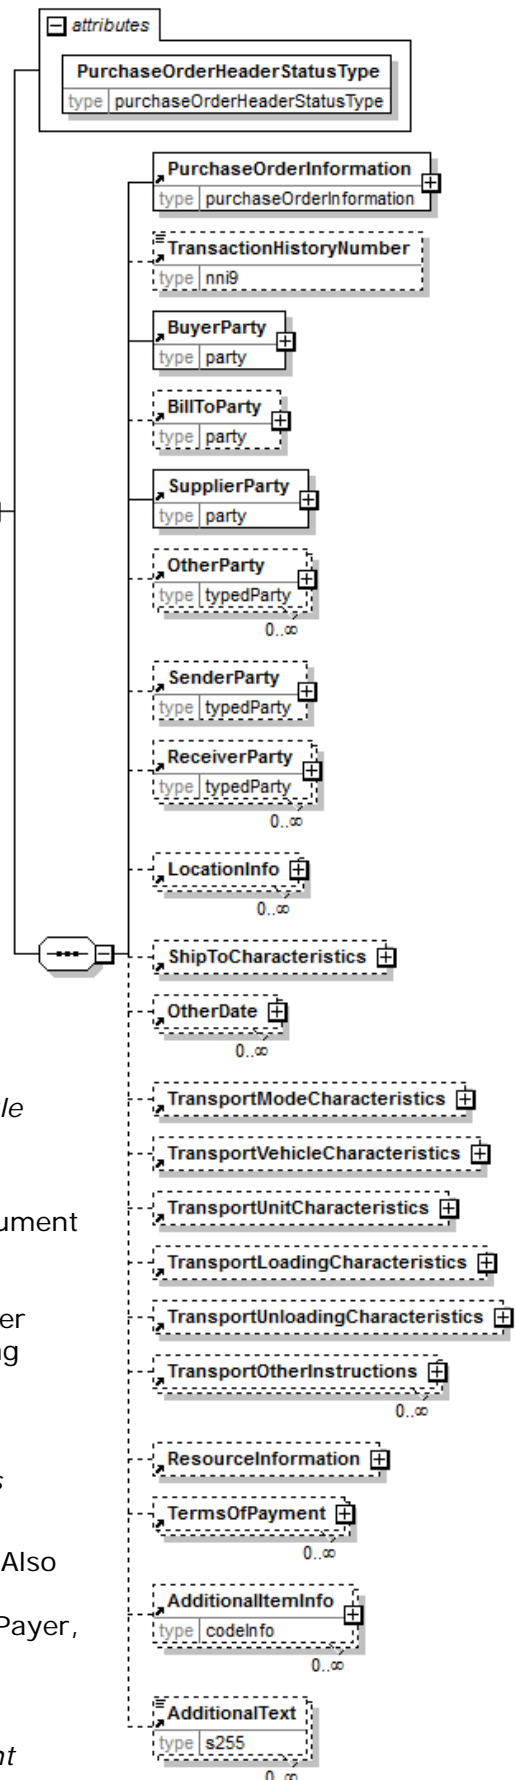 attributes
PurchaseOrderHeaderStatusType
type purchaseOrderHeaderStatusType
PurchaseOrderInformation
type purchaseOrderInformation
TransactionHistoryNumber
type nni9
BuyerParty
type party
BillToParty
type party
SupplierParty
type party
OtherParty
type typedParty
0..∞
SenderParty
type typedParty
ReceiverParty
type typedParty
0..∞
LocationInfo
0..∞
ShipToCharacteristics
OtherDate
0..∞
TransportModeCharacteristics
le
TransportVehicleCharacteristics
TransportUnitCharacteristics
ument
TransportLoadingCharacteristics
TransportUnloadingCharacteristics
er
ng
TransportOtherInstructions
0..∞
ResourceInformation
s
TermsOfPayment
0..∞
Also
AdditionalItemInfo
type codeInfo
Payer,
0..∞
AdditionalText
type s255
nt
0..∞